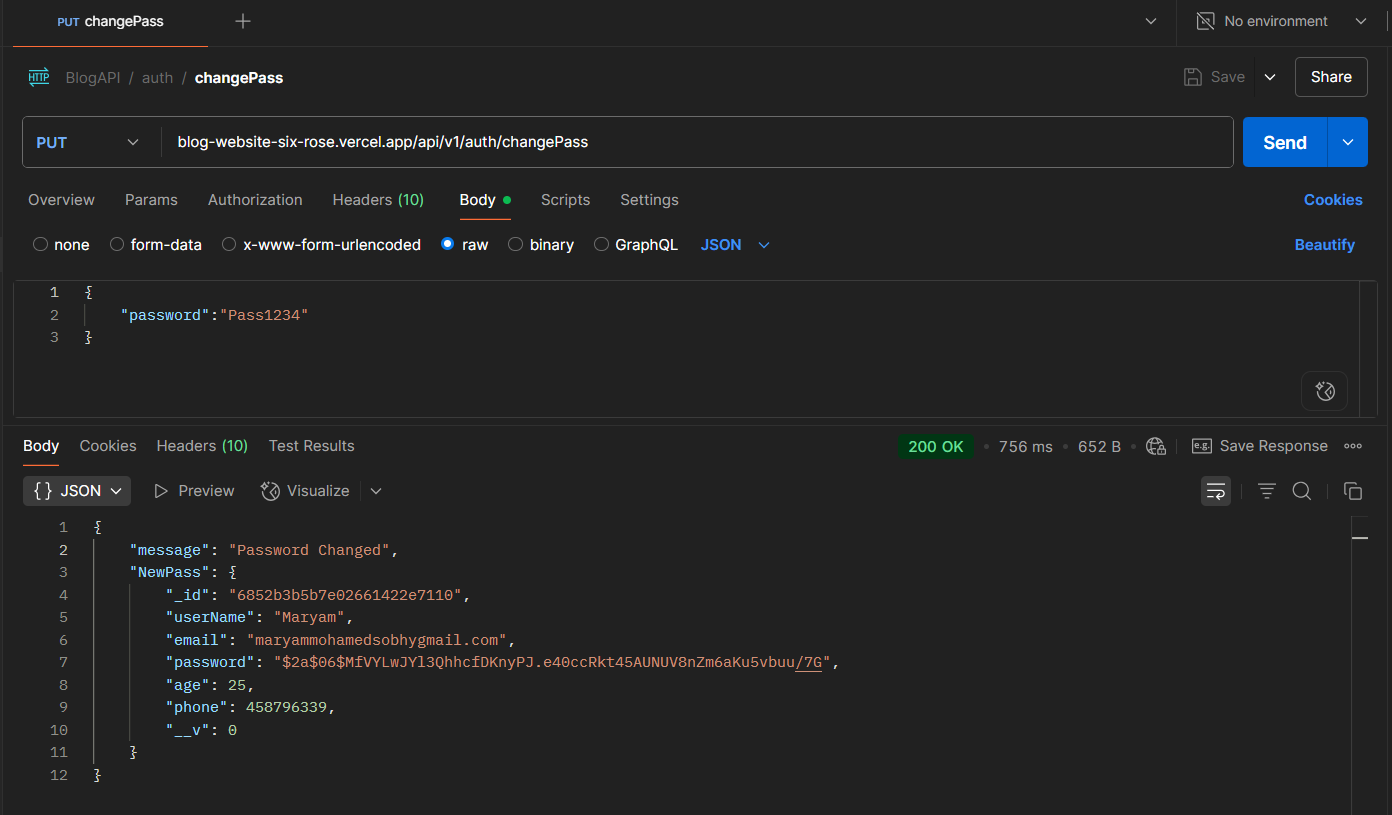 PUT changePass
No environment
HTTP BlogAPI / auth / changePass
Save
Share
PUT
blog-website-six-rose.vercel.app/api/v1/auth/changePass
Send
Overview Params Authorization Headers (10) Body Scripts Settings Cookies
none form-data x-www-form-urlencoded raw binary GraphQL JSON Beautify
1 {
2 "password":"Pass1234"
3 }
Body Cookies Headers (10) Test Results 200 OK • 756 ms • 652 B • e.g. Save Response
{} JSON Preview Visualize
1 {
2 "message": "Password Changed",
3 "NewPass": {
4 "_id": "6852b3b5b7e02661422e7110",
5 "userName": "Maryam",
6 "email": "maryammohamedsobhygmail.com",
7 "password": "$2a$06$MfVYLwJYl3QhhcfDKnyPJ.e40ccRkt45AUNUV8nZm6aKu5vbuu/7G",
8 "age": 25,
9 "phone": 458796339,
10 "__v": 0
11 }
12 }